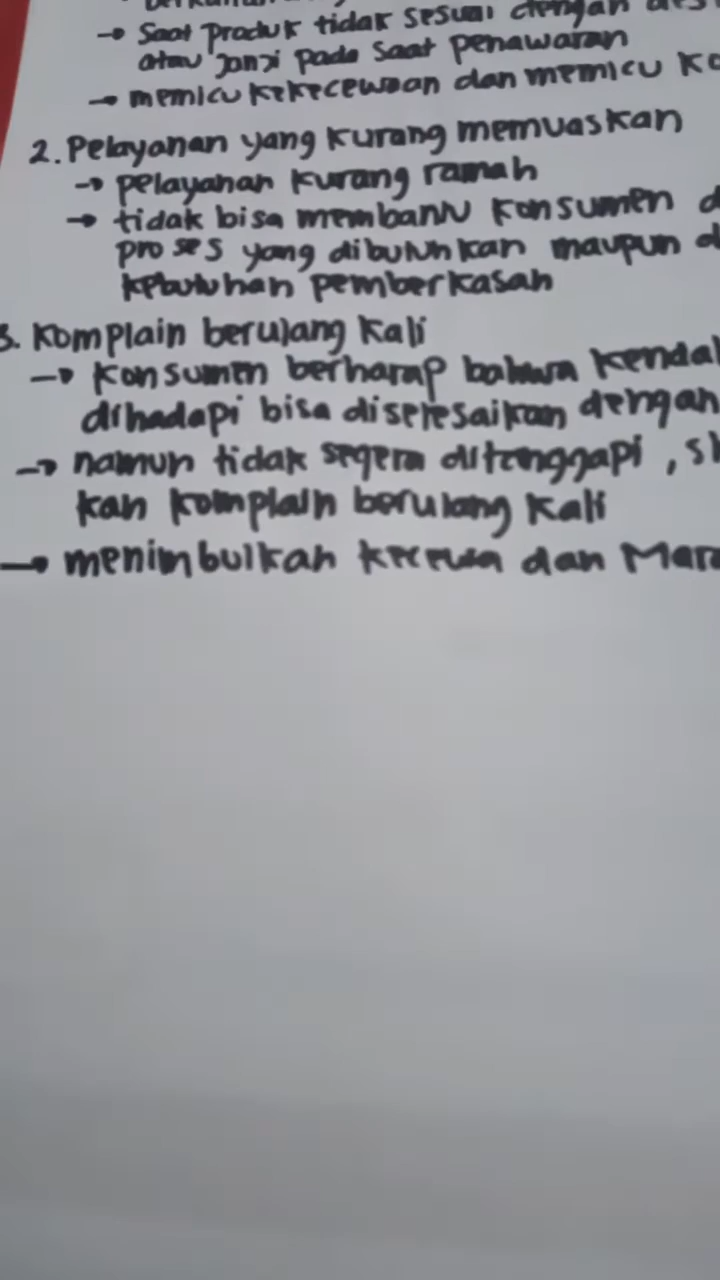 → Saat produk tidak sesuai dengan
atau janji pada saat penawaran
→ memicu kekecewaan dan memicu
2. Pelayanan yang kurang memuaskan
→ pelayanan kurang ramah
→ tidak bisa membantu konsumen
proses yang dibutuhkan maupun
kebutuhan pemberkasan
3. Komplain berulang kali
→ konsumen berharap bahwa kendal
dihadapi bisa diselesaikan dengan
→ namun tidak segera ditanggapi,
kan komplain berulang kali
→ menimbulkan kecewa dan Mara